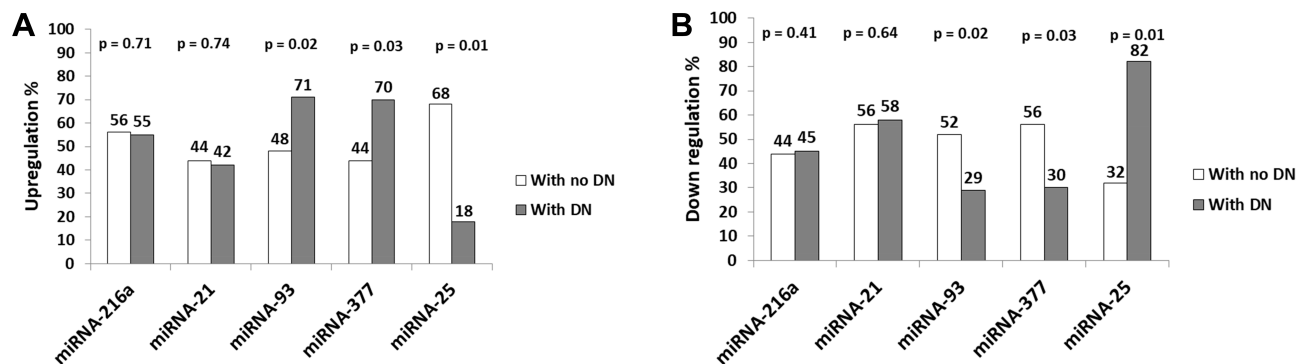 A
Upregulation %
100
90
80
70
60
50
40
30
20
10
0
p = 0.71 p = 0.74 p = 0.02 p = 0.03 p = 0.01
56 55 44 42 48 71 44 70 68 18
miRNA-216a
miRNA-21
miRNA-93
miRNA-377
miRNA-25
With no DN
With DN
B
Down regulation %
100
90
80
70
60
50
40
30
20
10
0
p = 0.41 p = 0.64 p = 0.02 p = 0.03 p = 0.01
44 45 56 58 52 29 56 30 32 82
miRNA-216a
miRNA-21
miRNA-93
miRNA-377
miRNA-25
With no DN
With DN